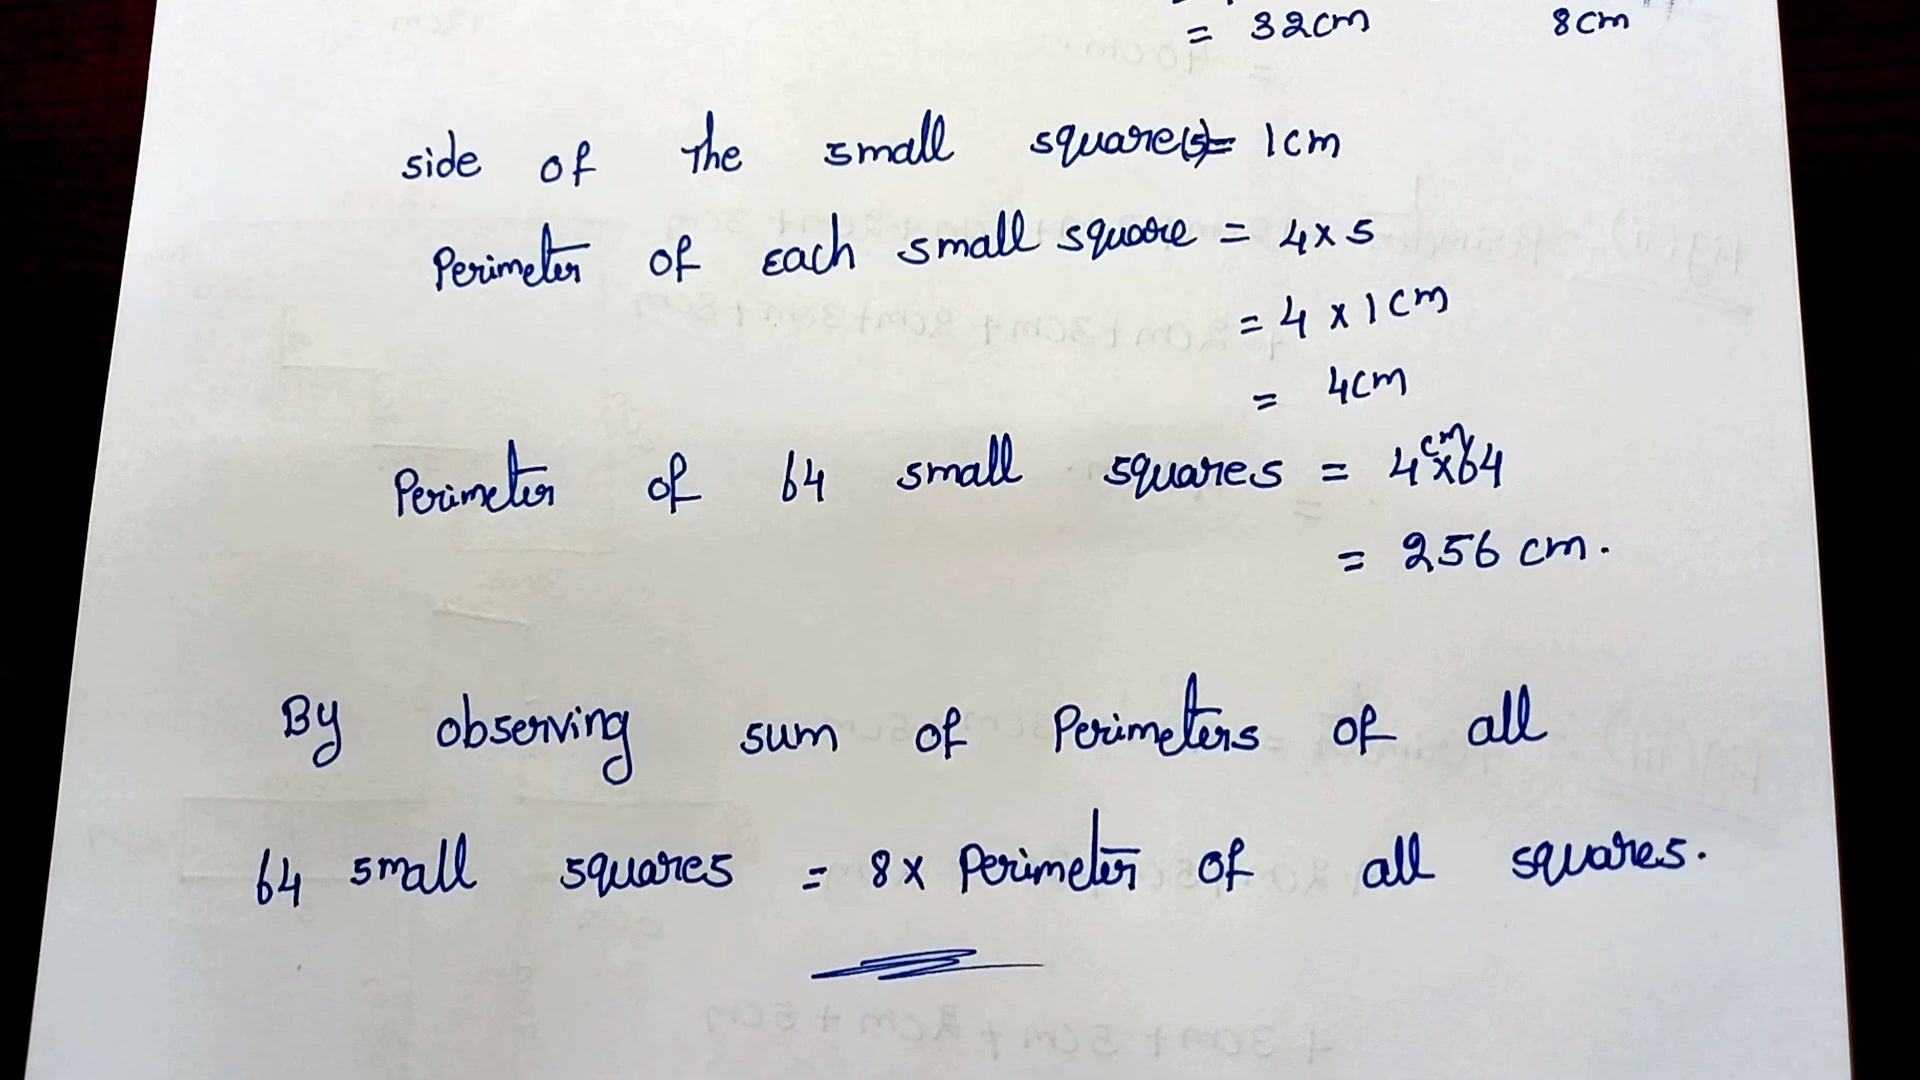 = 32cm 8cm
side of the small square(s)= 1cm
Perimeter of each small square = 4 x s
= 4 x 1cm
= 4cm
Perimeter of 64 small squares = 4cm x 64
= 256 cm.
By observing sum of Perimeters of all
64 small squares = 8x Perimeter of all squares.